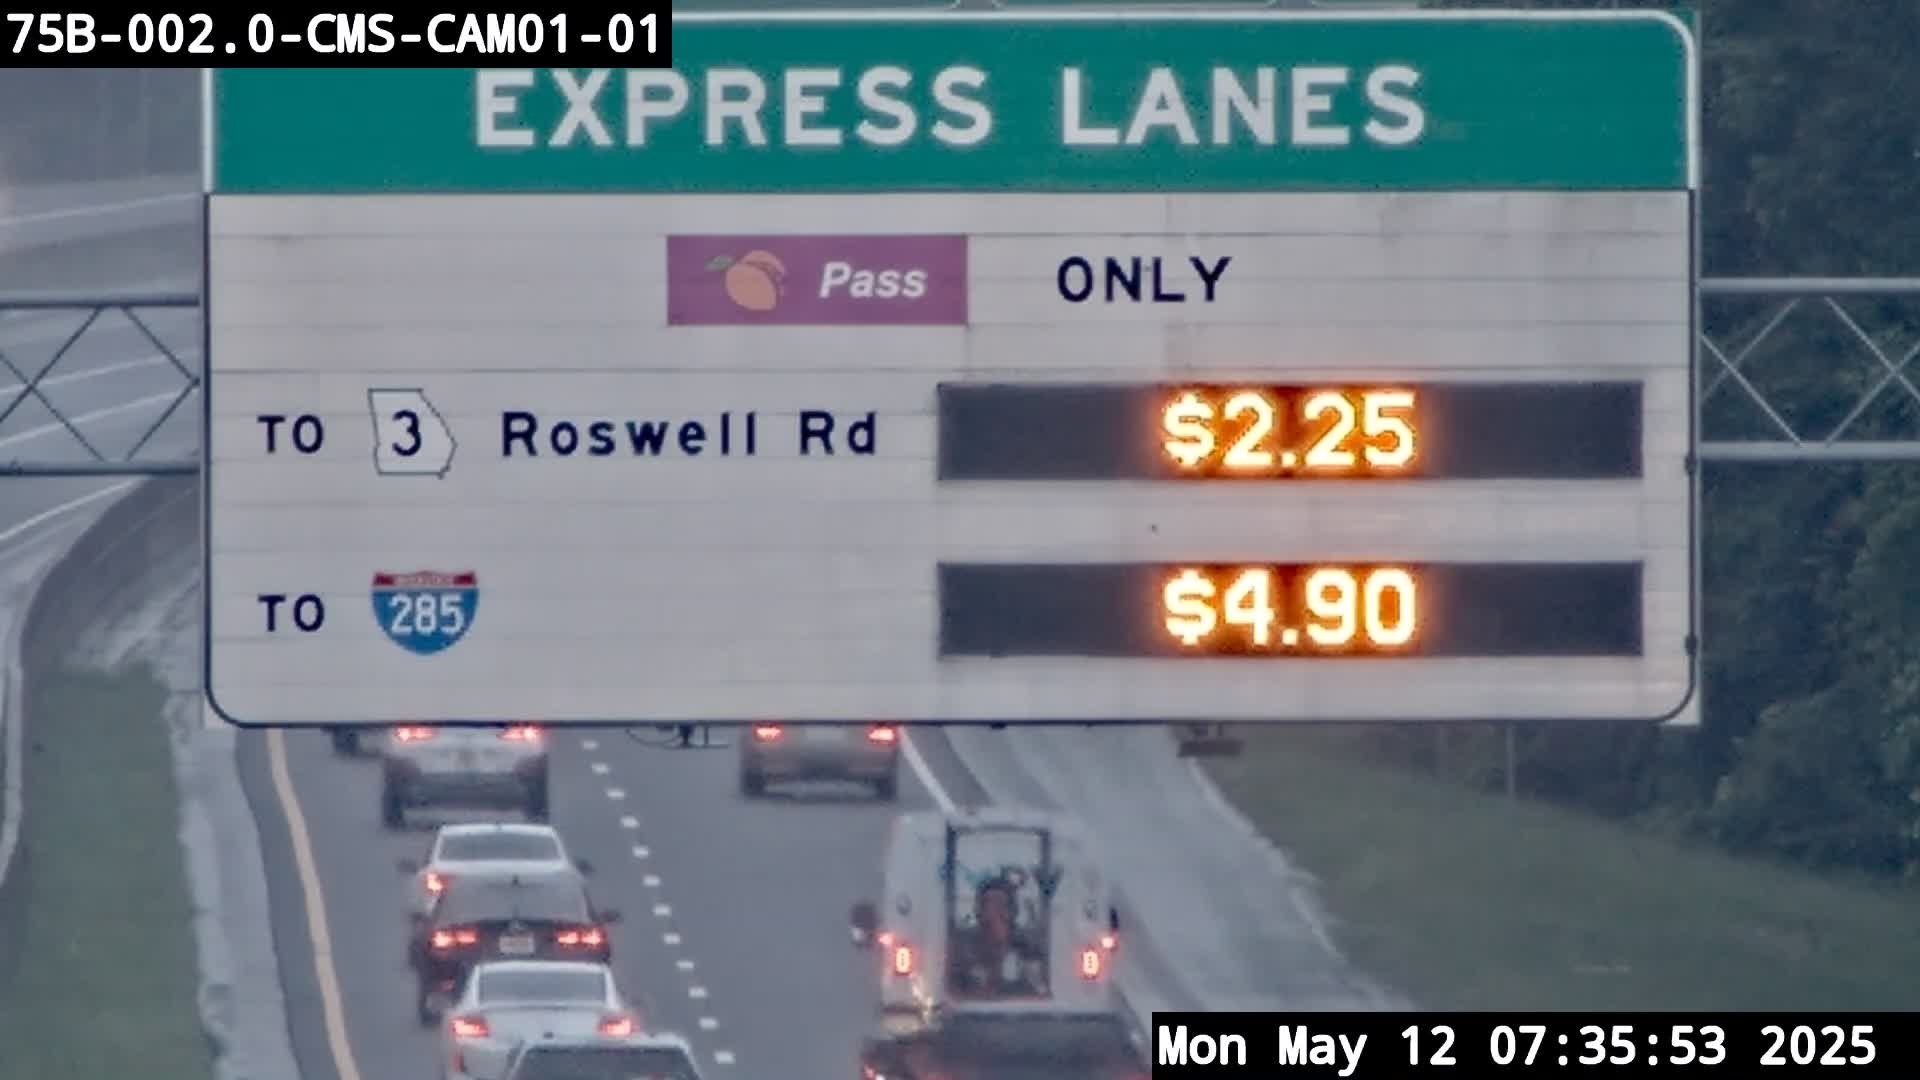 75B-002.0-CMS-CAM01-01
EXPRESS LANES
Pass ONLY
TO 3 Roswell Rd $2.25
TO 285 $4.90
Mon May 12 07:35:53 2025